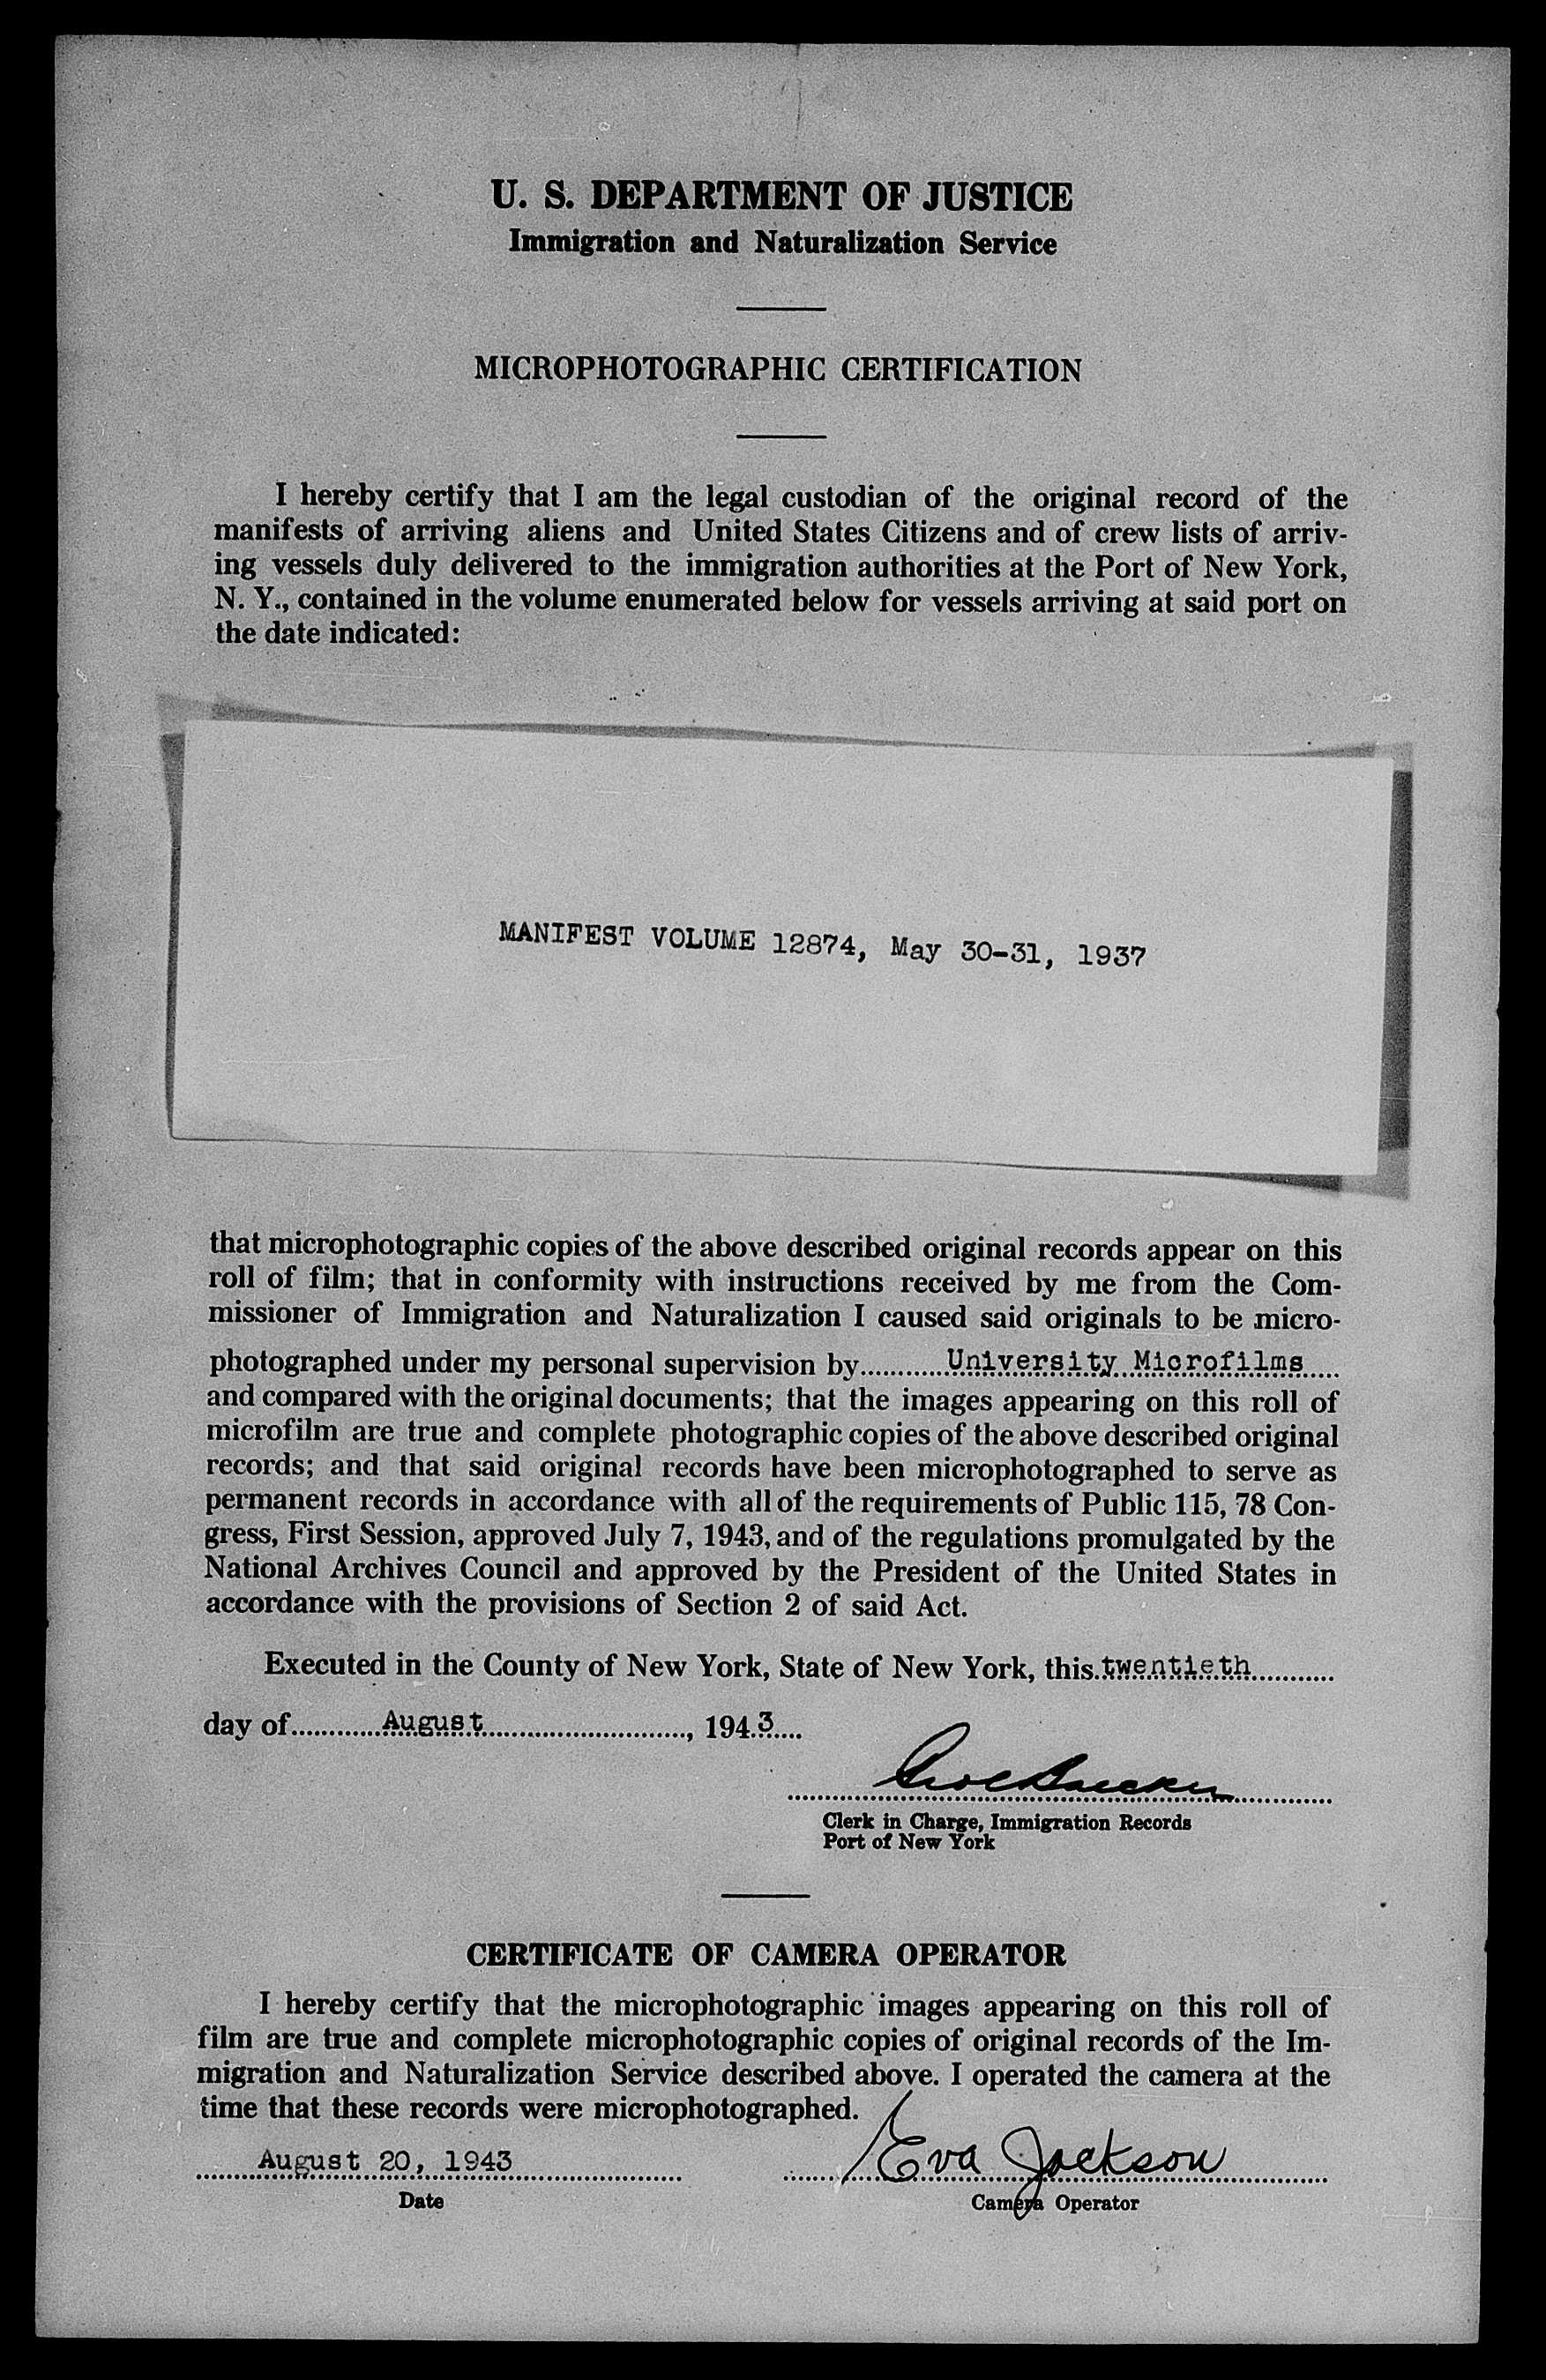 U. S. DEPARTMENT OF JUSTICE
Immigration and Naturalization Service
MICROPHOTOGRAPHIC CERTIFICATION
I hereby certify that I am the legal custodian of the original record of the
manifests of arriving aliens and United States Citizens and of crew lists of arriv-
ing vessels duly delivered to the immigration authorities at the Port of New York,
N. Y., contained in the volume enumerated below for vessels arriving at said port on
the date indicated:
MANIFEST VOLUME 12874, May 30-31, 1937
that microphotographic copies of the above described original records appear on this
roll of film; that in conformity with instructions received by me from the Com-
missioner of Immigration and Naturalization I caused said originals to be micro-
photographed under my personal supervision by University Microfilms
and compared with the original documents; that the images appearing on this roll of
microfilm are true and complete photographic copies of the above described original
records; and that said original records have been microphotographed to serve as
permanent records in accordance with all of the requirements of Public 115, 78 Con-
gress, First Session, approved July 7, 1943, and of the regulations promulgated by the
National Archives Council and approved by the President of the United States in
accordance with the provisions of Section 2 of said Act.
Executed in the County of New York, State of New York, this twentieth
day of August, 1943
Clerk in Charge, Immigration Records
Port of New York
CERTIFICATE OF CAMERA OPERATOR
I hereby certify that the microphotographic images appearing on this roll of
film are true and complete microphotographic copies of original records of the Im-
migration and Naturalization Service described above. I operated the camera at the
time that these records were microphotographed.
August 20, 1943 Eva Jackson
Date Camera Operator